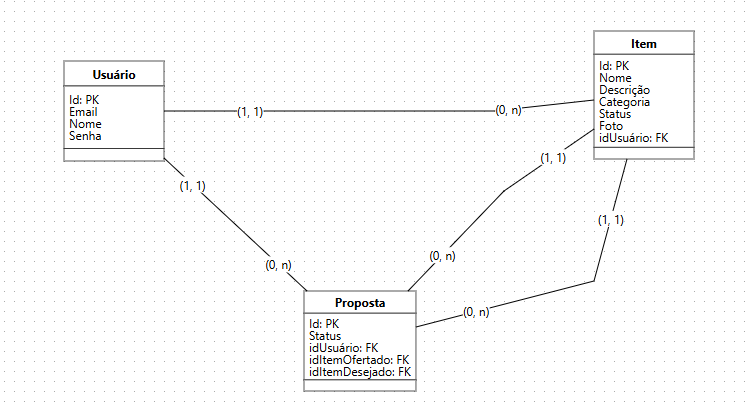 Usuário
Id: PK
Email
Nome
Senha
(1, 1)
(0, n)
Item
Id: PK
Nome
Descrição
Categoria
Status
Foto
idUsuário: FK
(1, 1)
(0, n)
(1, 1)
(0, n)
(1, 1)
(0, n)
Proposta
Id: PK
Status
idUsuário: FK
idItemOfertado: FK
idItemDesejado: FK